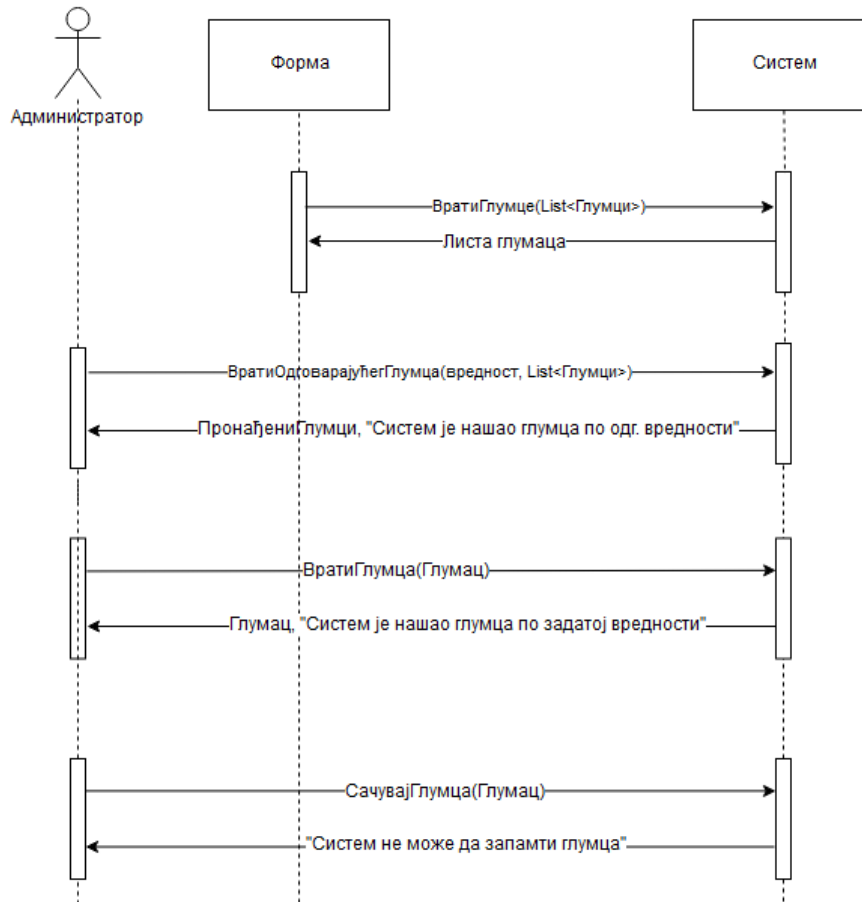 Форма
Систем
Администратор
ВратиГлумце(List<Глумци>)
Листа глумаца
ВратиОдговарајућегГлумца(вредност, List<Глумци>)
ПронађениГлумци, "Систем је нашао глумца по одг. вредности"
ВратиГлумца(Глумац)
Глумац, "Систем је нашао глумца по задатој вредности"
СачувајГлумца(Глумац)
"Систем не може да запамти глумца"